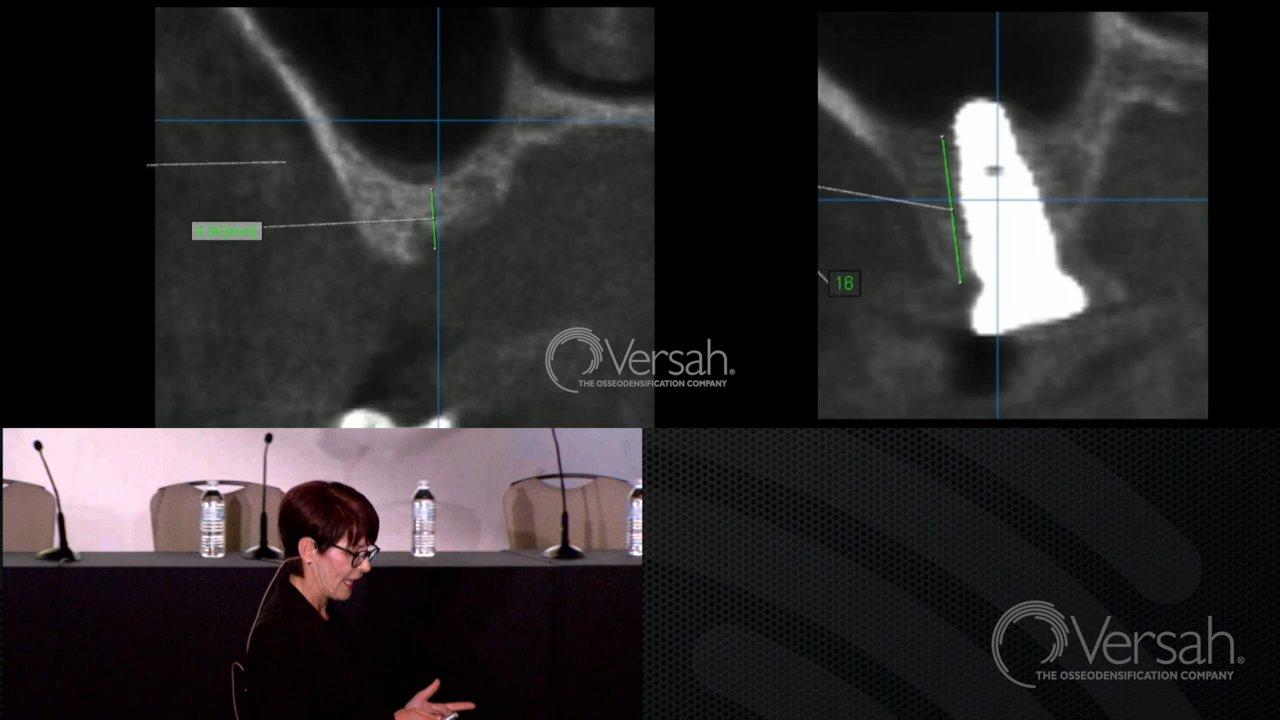 16
Versah®
THE OSSEODENSIFICATION COMPANY
Versah®
THE OSSEODENSIFICATION COMPANY